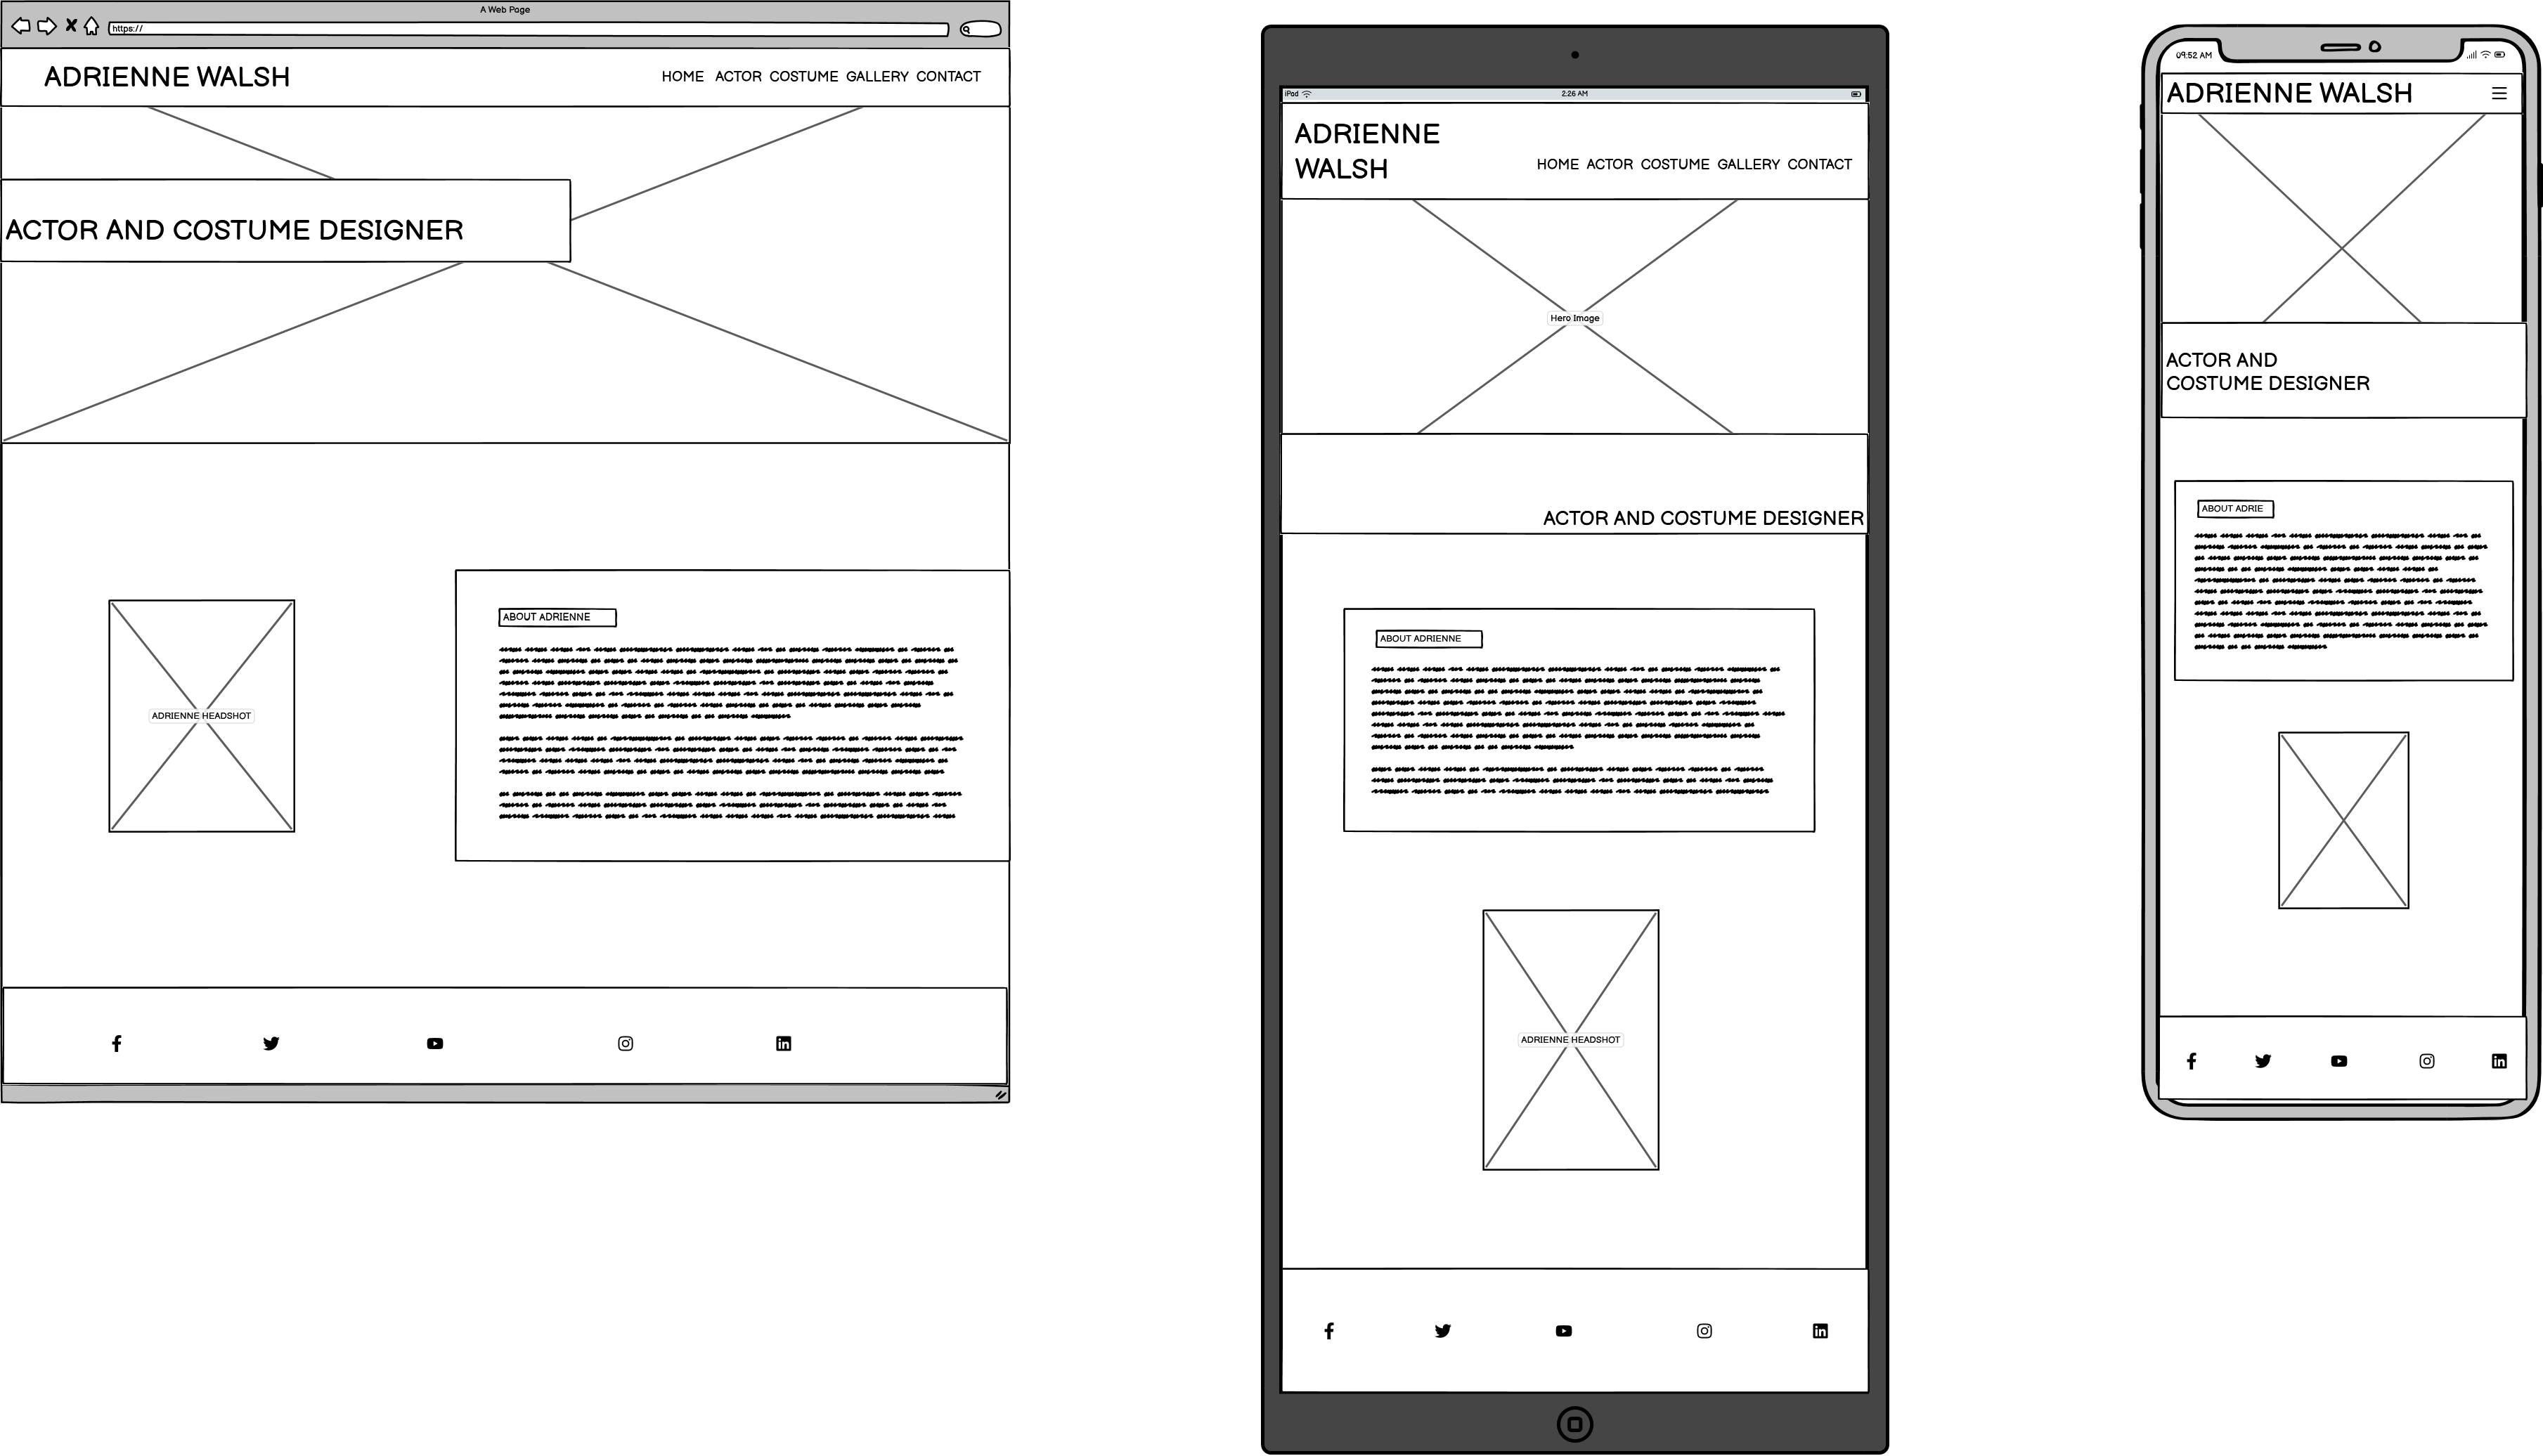 A Web Page
https://
ADRIENNE WALSH
HOME ACTOR COSTUME GALLERY CONTACT
ACTOR AND COSTUME DESIGNER
ADRIENNE HEADSHOT
ABOUT ADRIENNE
iPad
2:26 AM
ADRIENNE
WALSH
HOME ACTOR COSTUME GALLERY CONTACT
Hero Image
ACTOR AND COSTUME DESIGNER
ABOUT ADRIENNE
ADRIENNE HEADSHOT
09:52 AM
ADRIENNE WALSH
ACTOR AND
COSTUME DESIGNER
ABOUT ADRIE